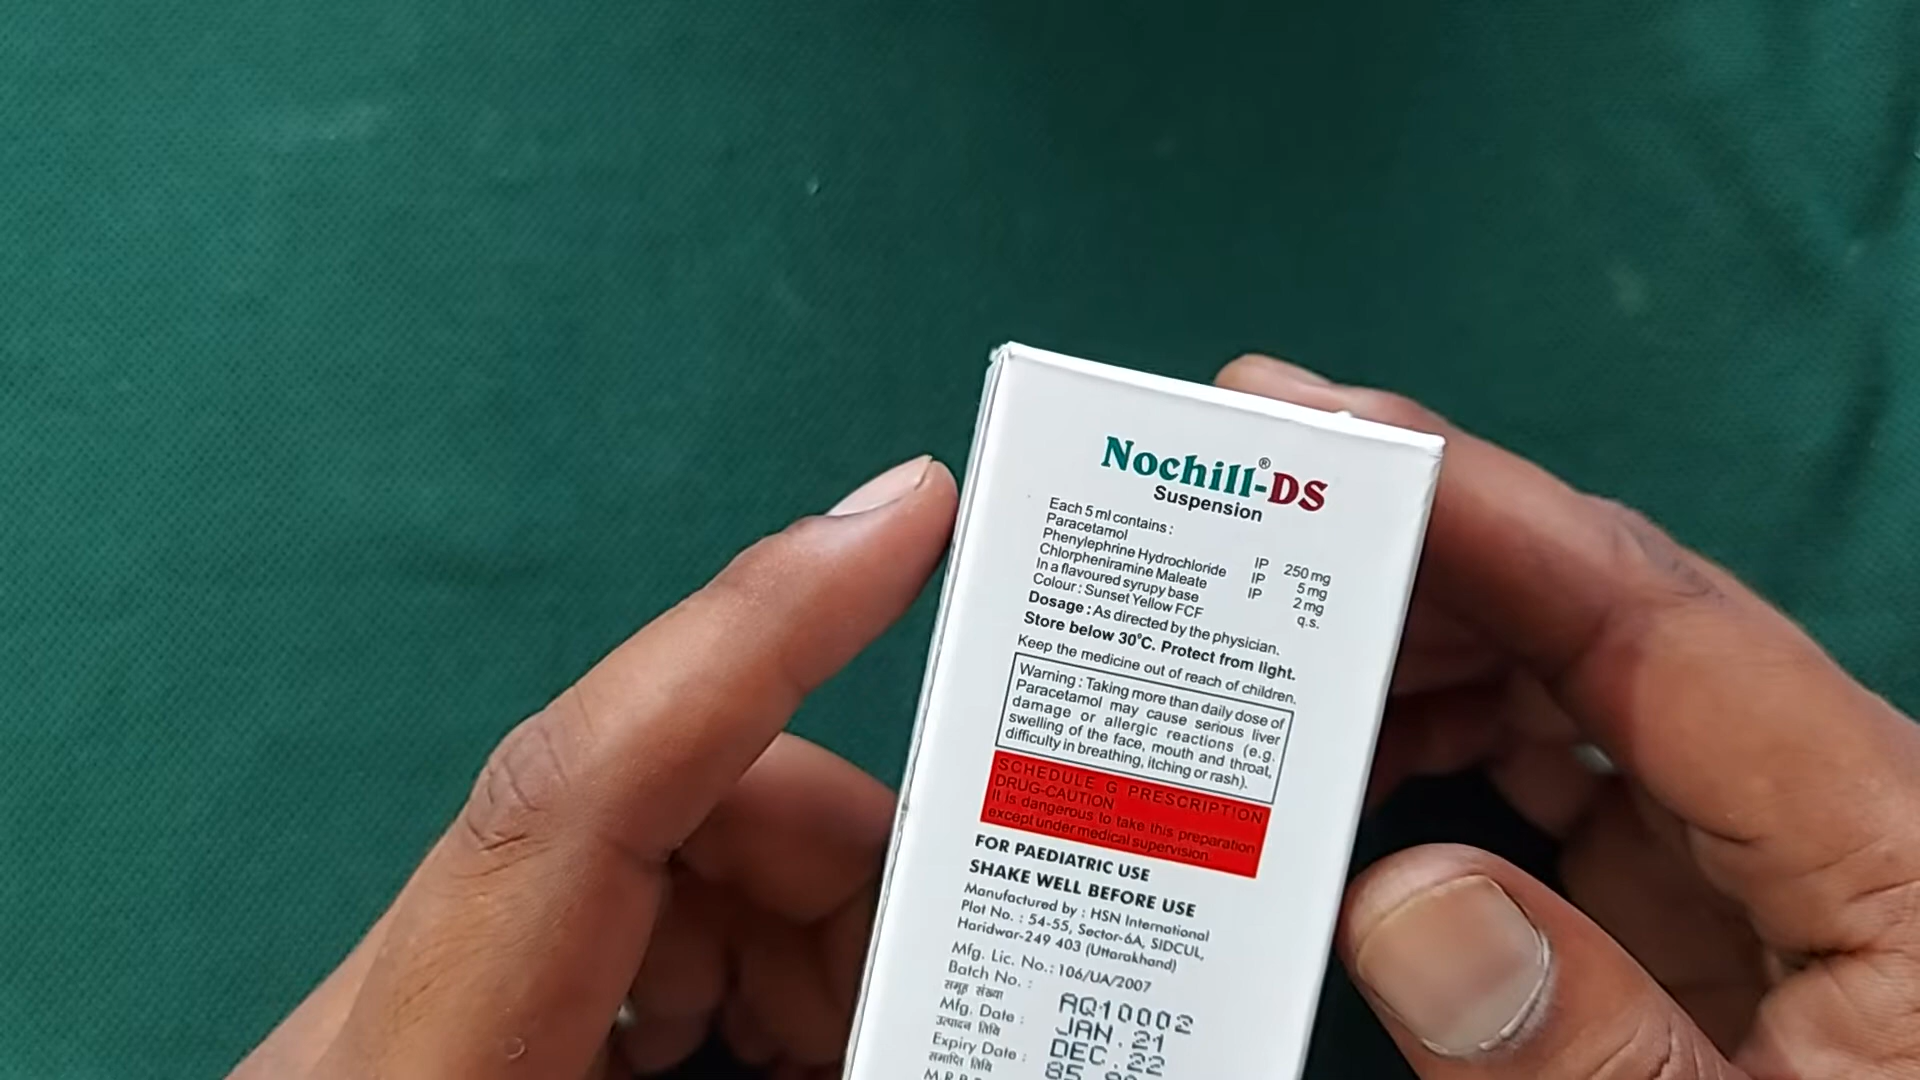 Nochill®-DS
Suspension
Each 5 ml contains :
Paracetamol IP 250 mg
Phenylephrine Hydrochloride IP 5 mg
Chlorpheniramine Maleate IP 2 mg
In a flavoured syrupy base q.s.
Colour : Sunset Yellow FCF
Dosage : As directed by the physician.
Store below 30°C. Protect from light.
Keep the medicine out of reach of children.
Warning : Taking more than daily dose of
Paracetamol may cause serious liver
damage or allergic reactions (e.g.
swelling of the face, mouth and throat,
difficulty in breathing, itching or rash).
SCHEDULE G PRESCRIPTION
DRUG-CAUTION
It is dangerous to take this preparation
except under medical supervision.
FOR PAEDIATRIC USE
SHAKE WELL BEFORE USE
Manufactured by : HSN International
Plot No. : 54-55, Sector-6A, SIDCUL,
Haridwar-249 403 (Uttarakhand)
Mfg. Lic. No.: 106/UA/2007
Batch No. : AQ10002
समूह संख्या
Mfg. Date : JAN. 21
उत्पादन तिथि
Expiry Date : DEC. 22
समाप्ति तिथि
85